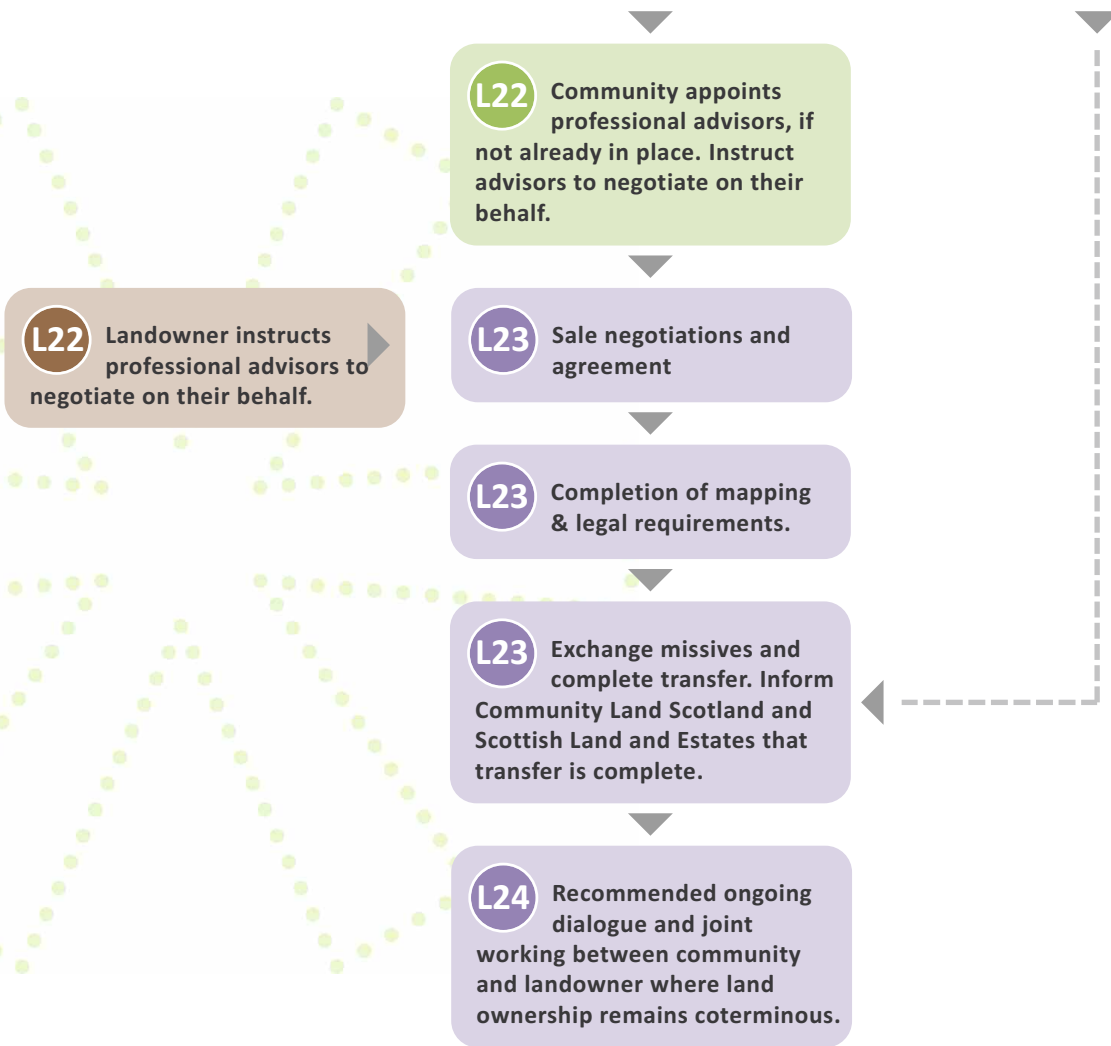 L22 Community appoints
professional advisors, if
not already in place. Instruct
advisors to negotiate on their
behalf.
L22 Landowner instructs
professional advisors to
negotiate on their behalf.
L23 Sale negotiations and
agreement
L23 Completion of mapping
& legal requirements.
L23 Exchange missives and
complete transfer. Inform
Community Land Scotland and
Scottish Land and Estates that
transfer is complete.
L24 Recommended ongoing
dialogue and joint
working between community
and landowner where land
ownership remains coterminous.